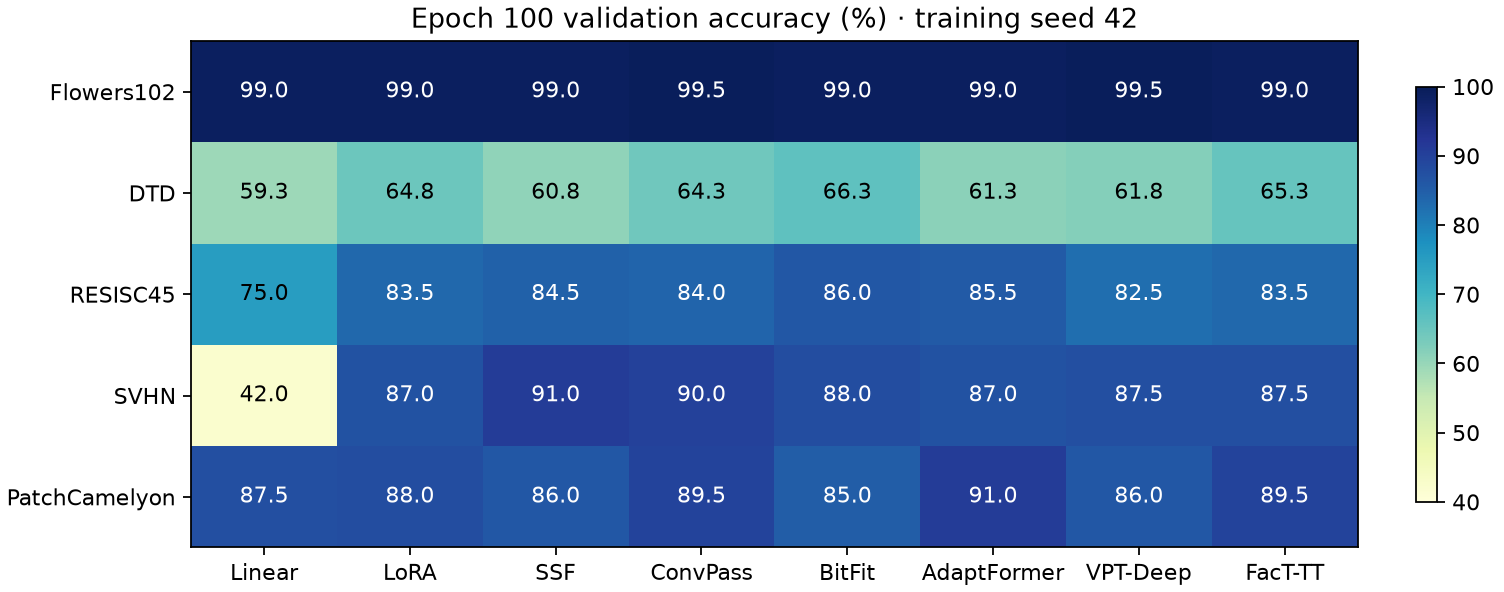 Epoch 100 validation accuracy (%) · training seed 42
Flowers102 99.0 99.0 99.0 99.5 99.0 99.0 99.5 99.0
DTD 59.3 64.8 60.8 64.3 66.3 61.3 61.8 65.3
RESISC45 75.0 83.5 84.5 84.0 86.0 85.5 82.5 83.5
SVHN 42.0 87.0 91.0 90.0 88.0 87.0 87.5 87.5
PatchCamelyon 87.5 88.0 86.0 89.5 85.0 91.0 86.0 89.5
Linear LoRA SSF ConvPass BitFit AdaptFormer VPT-Deep FacT-TT
100
90
80
70
60
50
40